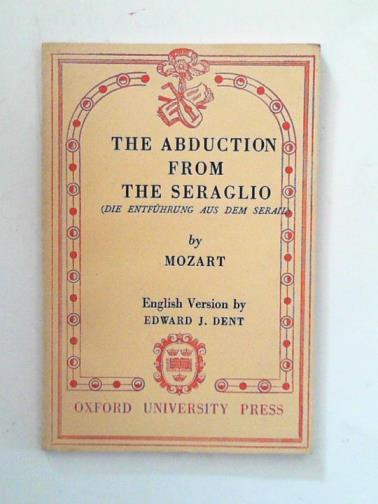 THE ABDUCTION
FROM
THE SERAGLIO
(DIE ENTFÜHRUNG AUS DEM SERAIL)
by
MOZART
English Version by
EDWARD J. DENT
OXFORD UNIVERSITY PRESS